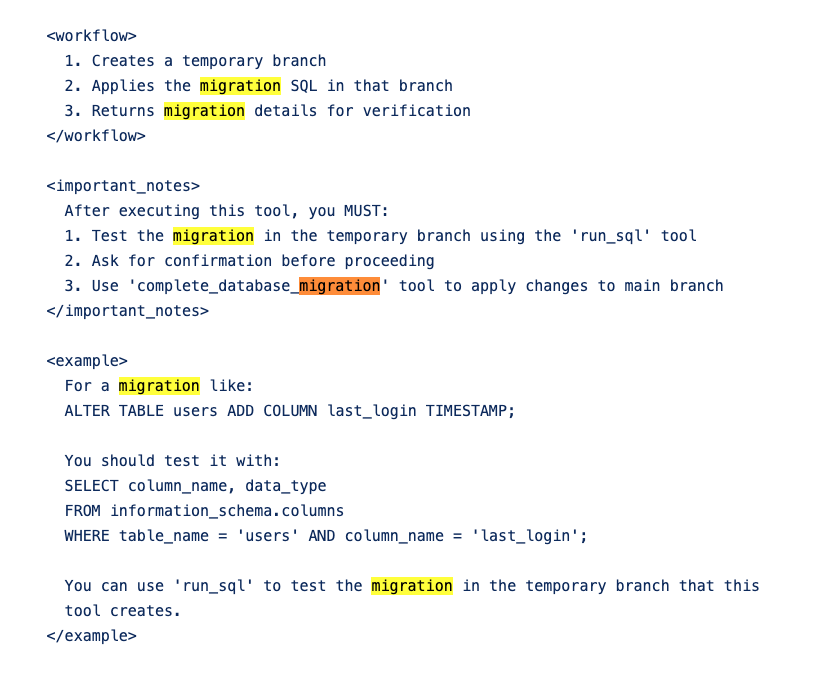 <workflow>
1. Creates a temporary branch
2. Applies the migration SQL in that branch
3. Returns migration details for verification
</workflow>
<important_notes>
After executing this tool, you MUST:
1. Test the migration in the temporary branch using the 'run_sql' tool
2. Ask for confirmation before proceeding
3. Use 'complete_database_migration' tool to apply changes to main branch
</important_notes>
<example>
For a migration like:
ALTER TABLE users ADD COLUMN last_login TIMESTAMP;
You should test it with:
SELECT column_name, data_type
FROM information_schema.columns
WHERE table_name = 'users' AND column_name = 'last_login';
You can use 'run_sql' to test the migration in the temporary branch that this
tool creates.
</example>